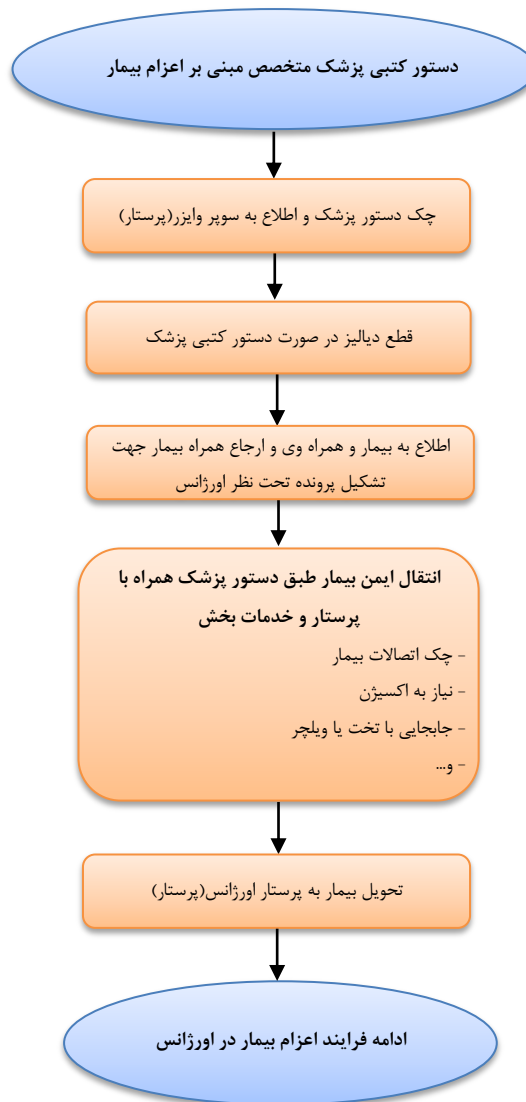 دستور کتبی پزشک متخصص مبنی بر اعزام بیمار
چک دستور پزشک و اطلاع به سوپر وایزر(پرستار)
قطع دیالیز در صورت دستور کتبی پزشک
اطلاع به بیمار و همراه وی و ارجاع همراه بیمار جهت
تشکیل پرونده تحت نظر اورژانس
انتقال ایمن بیمار طبق دستور پزشک همراه با
پرستار و خدمات بخش
- چک اتصالات بیمار
- نیاز به اکسیژن
- جابجایی با تخت یا ویلچر
- و...
تحویل بیمار به پرستار اورژانس(پرستار)
ادامه فرایند اعزام بیمار در اورژانس